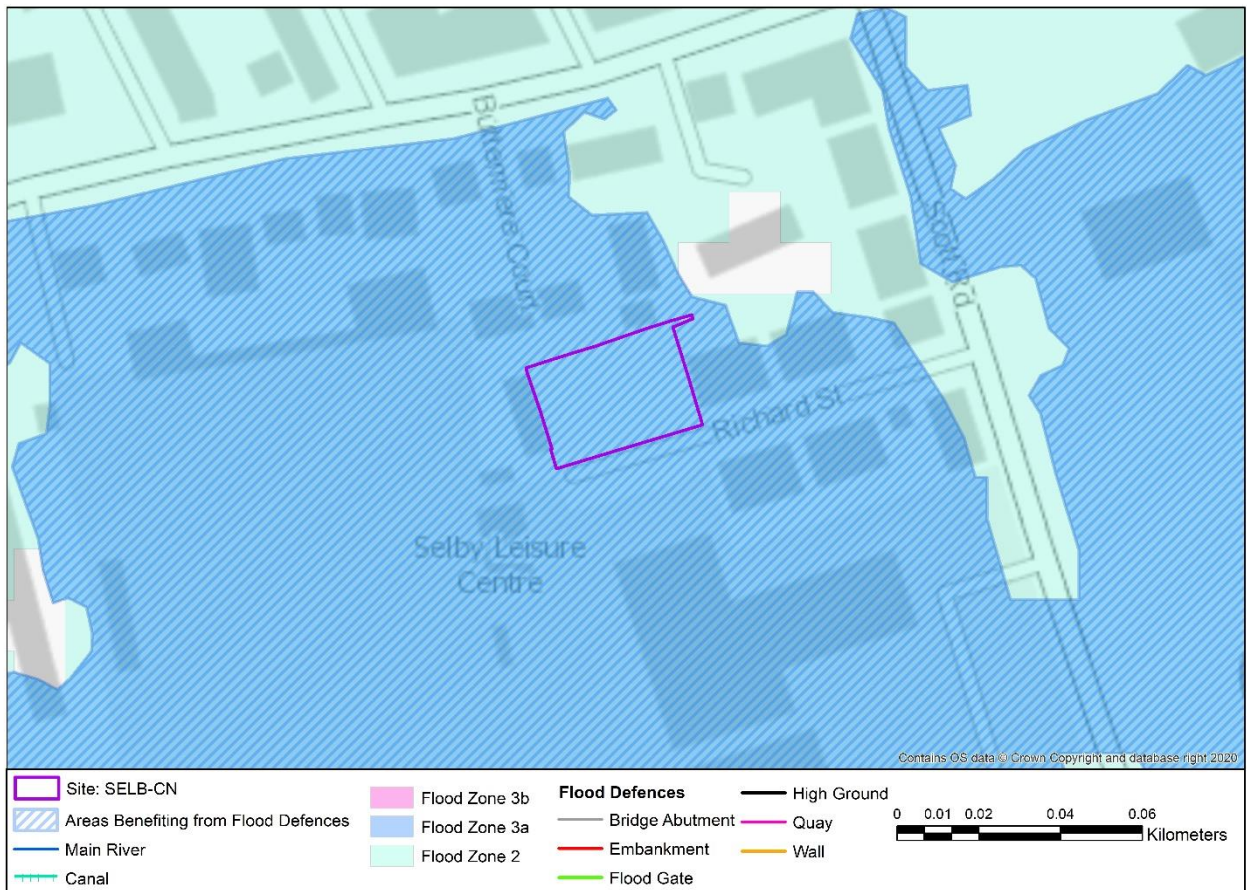 Buttermere Court
Scott Rd
Richard St
Selby Leisure
Centre
Contains OS data © Crown Copyright and database right 2020
Site: SELB-CN
Areas Benefiting from Flood Defences
Main River
Canal
Flood Zone 3b
Flood Zone 3a
Flood Zone 2
Flood Defences
Bridge Abutment
Embankment
Flood Gate
High Ground
Quay
Wall
0 0.01 0.02 0.04 0.06
Kilometers